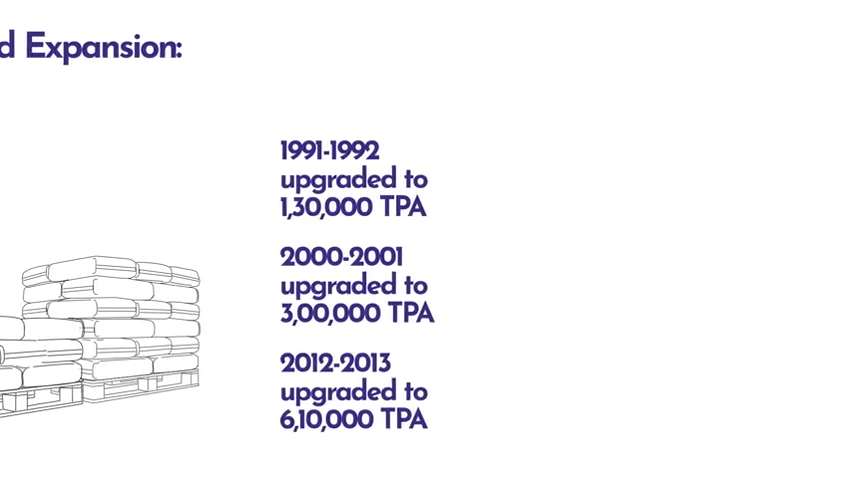 d Expansion:
1991-1992
upgraded to
1,30,000 TPA
2000-2001
upgraded to
3,00,000 TPA
2012-2013
upgraded to
6,10,000 TPA